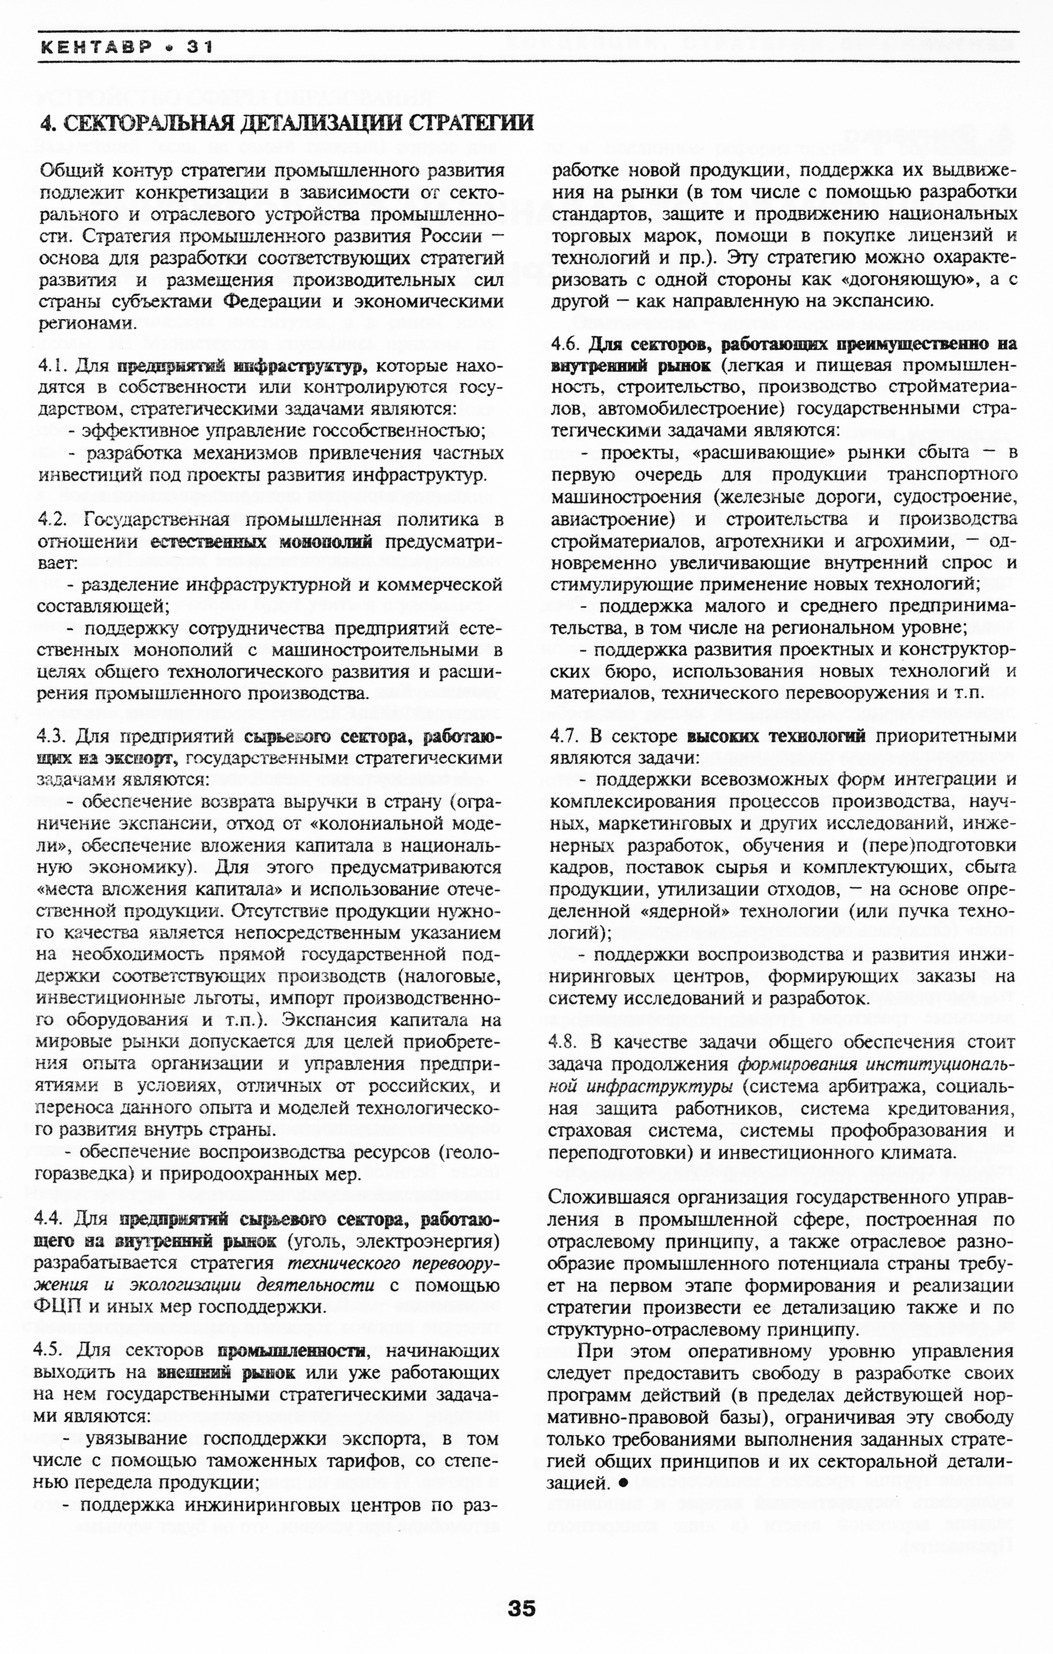 КЕНТАВР • 31
4. СЕКТОРАЛЬНАЯ ДЕТАЛИЗАЦИИ СТРАТЕГИИ
Общий контур стратегии промышленного развития
подлежит конкретизации в зависимости от секто-
рального и отраслевого устройства промышленно-
сти. Стратегия промышленного развития России —
основа для разработки соответствующих стратегий
развития и размещения производительных сил
страны субъектами Федерации и экономическими
регионами.
4.1. Для предприятий инфраструктур, которые нахо-
дятся в собственности или контролируются госу-
дарством, стратегическими задачами являются:
- эффективное управление госсобственностью;
- разработка механизмов привлечения частных
инвестиций под проекты развития инфраструктур.
4.2. Государственная промышленная политика в
отношении естественных монополий предусматри-
вает:
- разделение инфраструктурной и коммерческой
составляющей;
- поддержку сотрудничества предприятий есте-
ственных монополий с машиностроительными в
целях общего технологического развития и расши-
рения промышленного производства.
4.3. Для предприятий сырьевого сектора, работаю-
щих на экспорт, государственными стратегическими
задачами являются:
- обеспечение возврата выручки в страну (огра-
ничение экспансии, отход от «колониальной моде-
ли», обеспечение вложения капитала в националь-
ную экономику). Для этого предусматриваются
«места вложения капитала» и использование отече-
ственной продукции. Отсутствие продукции нужно-
го качества является непосредственным указанием
на необходимость прямой государственной под-
держки соответствующих производств (налоговые,
инвестиционные льготы, импорт производственно-
го оборудования и т.п.). Экспансия капитала на
мировые рынки допускается для целей приобрете-
ния опыта организации и управления предпри-
ятиями в условиях, отличных от российских, и
переноса данного опыта и моделей технологическо-
го развития внутрь страны.
- обеспечение воспроизводства ресурсов (геоло-
горазведка) и природоохранных мер.
4.4. Для предприятий сырьевого сектора, работаю-
щего на внутренний рынок (уголь, электроэнергия)
разрабатывается стратегия технического перевоору-
жения и экологизации деятельности с помощью
ФЦП и иных мер господдержки.
4.5. Для секторов промышленности, начинающих
выходить на внешний рынок или уже работающих
на нем государственными стратегическими задача-
ми являются:
- увязывание господдержки экспорта, в том
числе с помощью таможенных тарифов, со степе-
нью передела продукции;
- поддержка инжиниринговых центров по раз-
работке новой продукции, поддержка их выдвиже-
ния на рынки (в том числе с помощью разработки
стандартов, защите и продвижению национальных
торговых марок, помощи в покупке лицензий и
технологий и пр.). Эту стратегию можно охаракте-
ризовать с одной стороны как «догоняющую», а с
другой — как направленную на экспансию.
4.6. Для секторов, работающих преимущественно на
внутренний рынок (легкая и пищевая промышлен-
ность, строительство, производство стройматериа-
лов, автомобилестроение) государственными стра-
тегическими задачами являются:
- проекты, «расшивающие» рынки сбыта — в
первую очередь для продукции транспортного
машиностроения (железные дороги, судостроение,
авиастроение) и строительства и производства
стройматериалов, агротехники и агрохимии, — од-
новременно увеличивающие внутренний спрос и
стимулирующие применение новых технологий;
- поддержка малого и среднего предпринима-
тельства, в том числе на региональном уровне;
- поддержка развития проектных и конструктор-
ских бюро, использования новых технологий и
материалов, технического перевооружения и т.п.
4.7. В секторе высоких технологий приоритетными
являются задачи:
- поддержки всевозможных форм интеграции и
комплексирования процессов производства, науч-
ных, маркетинговых и других исследований, инже-
нерных разработок, обучения и (пере)подготовки
кадров, поставок сырья и комплектующих, сбыта
продукции, утилизации отходов, — на основе опре-
деленной «ядерной» технологии (или пучка техно-
логий);
- поддержки воспроизводства и развития инжи-
ниринговых центров, формирующих заказы на
систему исследований и разработок.
4.8. В качестве задачи общего обеспечения стоит
задача продолжения формирования институциональ-
ной инфраструктуры (система арбитража, социаль-
ная защита работников, система кредитования,
страховая система, системы профобразования и
переподготовки) и инвестиционного климата.
Сложившаяся организация государственного управ-
ления в промышленной сфере, построенная по
отраслевому принципу, а также отраслевое разно-
образие промышленного потенциала страны требу-
ет на первом этапе формирования и реализации
стратегии произвести ее детализацию также и по
структурно-отраслевому принципу.
При этом оперативному уровню управления
следует предоставить свободу в разработке своих
программ действий (в пределах действующей нор-
мативно-правовой базы), ограничивая эту свободу
только требованиями выполнения заданных страте-
гией общих принципов и их секторальной детали-
зацией. •
35